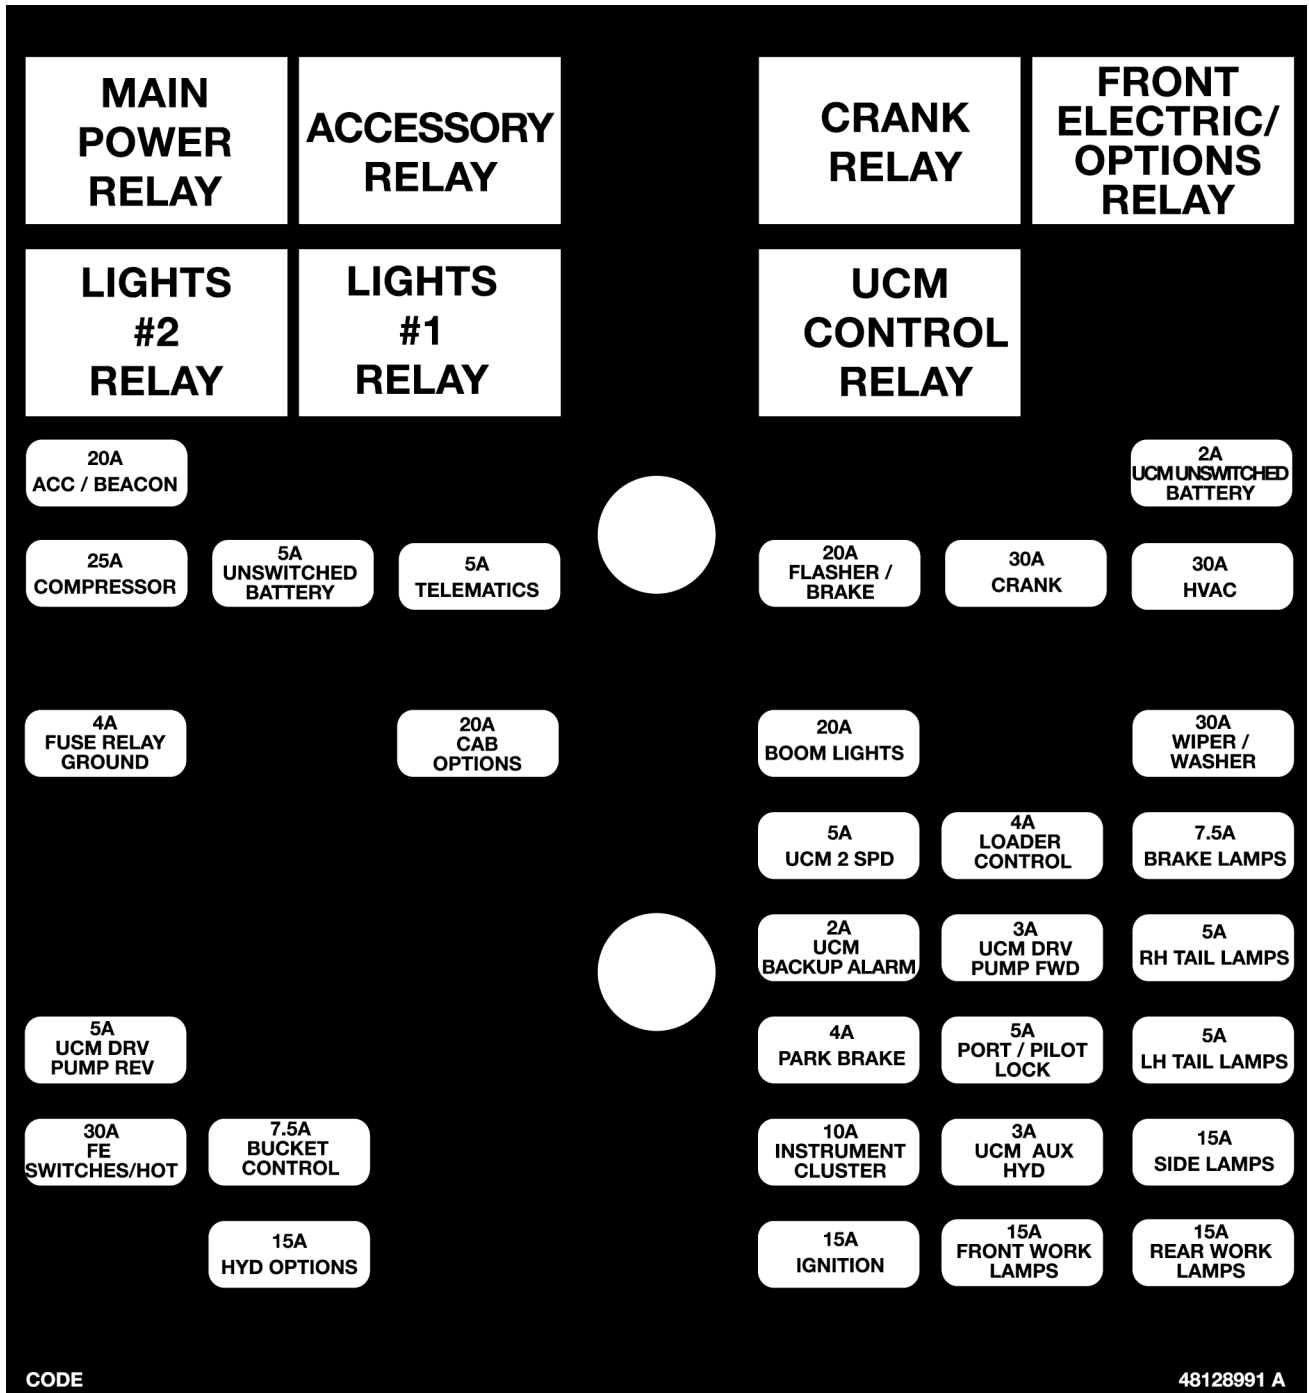 MAIN
POWER
RELAY
ACCESSORY
RELAY
CRANK
RELAY
FRONT
ELECTRIC/
OPTIONS
RELAY
LIGHTS
#2
RELAY
LIGHTS
#1
RELAY
UCM
CONTROL
RELAY
20A
ACC / BEACON
2A
UCM UNSWITCHED
BATTERY
25A
COMPRESSOR
5A
UNSWITCHED
BATTERY
5A
TELEMATICS
20A
FLASHER /
BRAKE
30A
CRANK
30A
HVAC
4A
FUSE RELAY
GROUND
20A
CAB
OPTIONS
20A
BOOM LIGHTS
30A
WIPER /
WASHER
5A
UCM 2 SPD
4A
LOADER
CONTROL
7.5A
BRAKE LAMPS
2A
UCM
BACKUP ALARM
3A
UCM DRV
PUMP FWD
5A
RH TAIL LAMPS
5A
UCM DRV
PUMP REV
4A
PARK BRAKE
5A
PORT / PILOT
LOCK
5A
LH TAIL LAMPS
30A
FE
SWITCHES/HOT
7.5A
BUCKET
CONTROL
10A
INSTRUMENT
CLUSTER
3A
UCM AUX
HYD
15A
SIDE LAMPS
15A
HYD OPTIONS
15A
IGNITION
15A
FRONT WORK
LAMPS
15A
REAR WORK
LAMPS
CODE
48128991 A